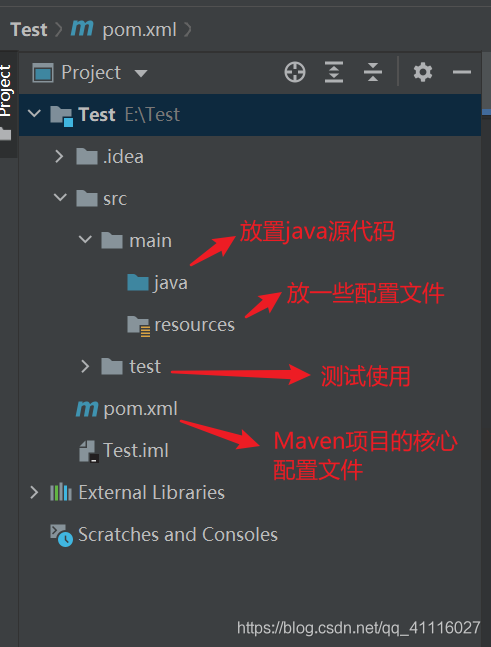 Test
pom.xml
Project
Project
Test E:\Test
.idea
src
main
放置java源代码
java
放一些配置文件
resources
test
测试使用
pom.xml
Maven项目的核心
配置文件
Test.iml
External Libraries
Scratches and Consoles
https://blog.csdn.net/qq_41116027